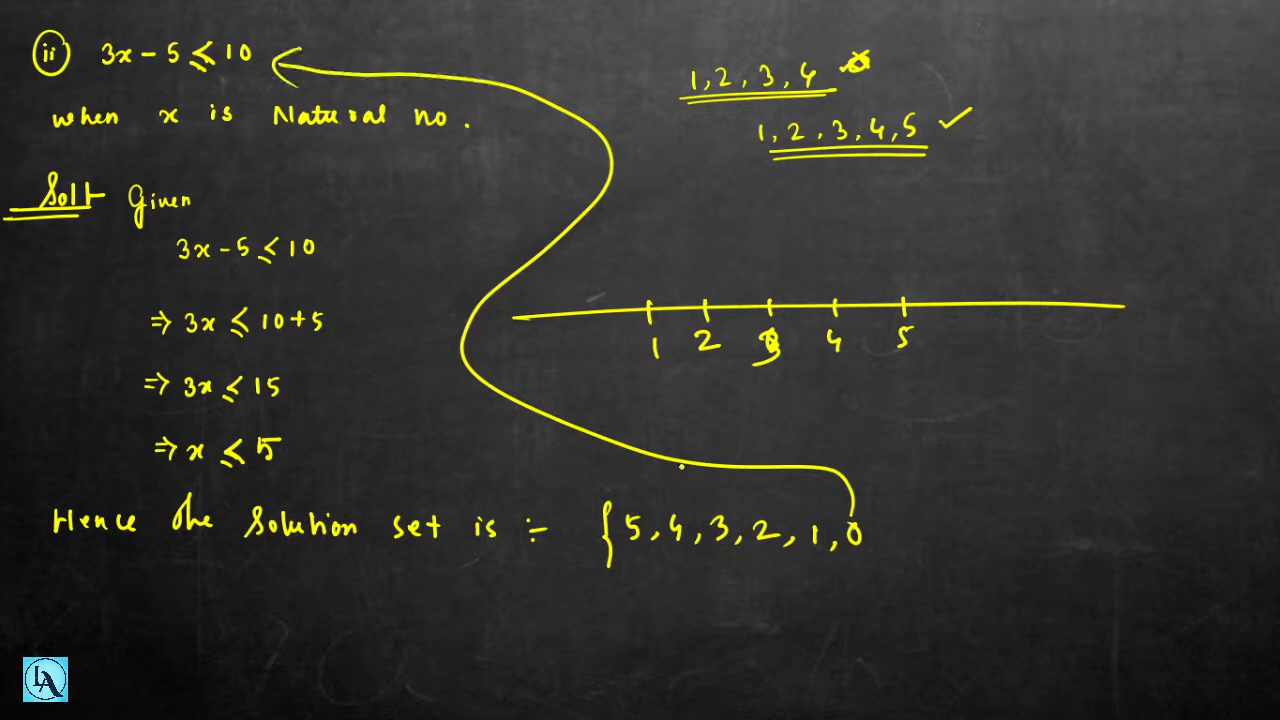 (ii) 3x - 5 ≤ 10
when x is Natural no.
Solt Given
3x - 5 ≤ 10
⇒ 3x ≤ 10 + 5
⇒ 3x ≤ 15
⇒ x ≤ 5
Hence the solution set is :- { 5, 4, 3, 2, 1, 0
1, 2, 3, 4
1, 2, 3, 4, 5 ✓
1 2 3 4 5
LA